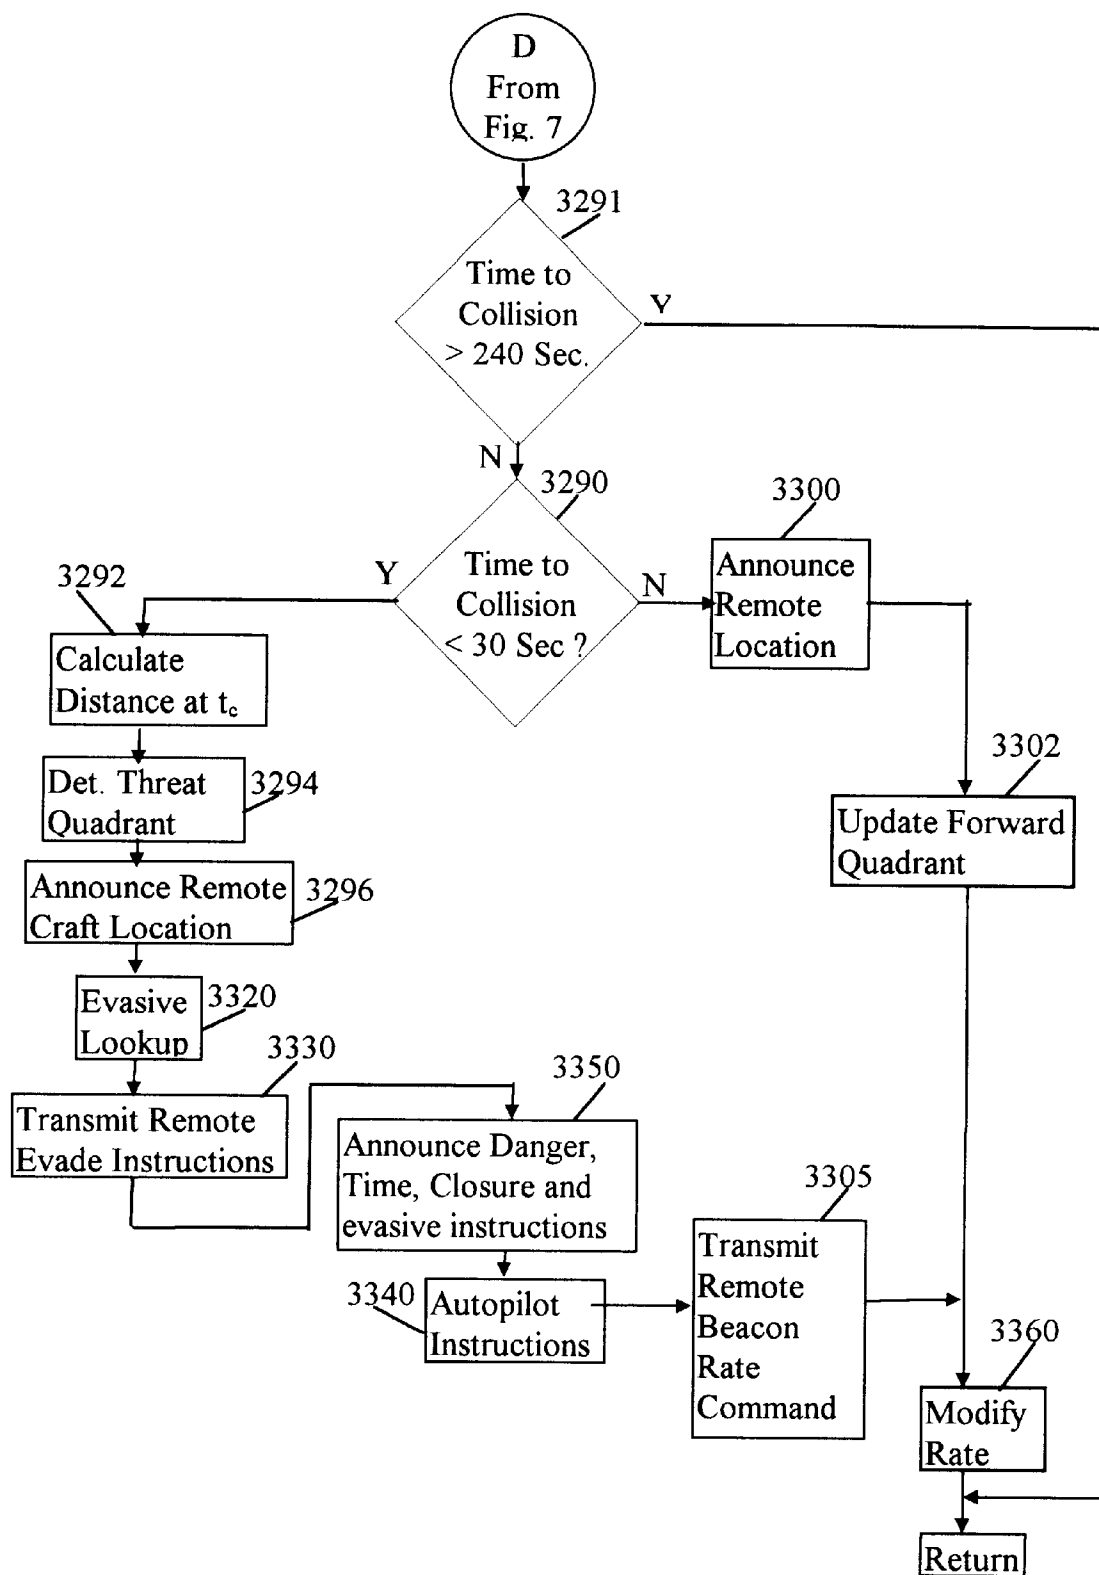 D
From
Fig. 7
3291
Time to
Collision
> 240 Sec.
Y
N
3290
Time to
Collision
< 30 Sec ?
Y
N
3300
Announce
Remote
Location
3292
Calculate
Distance at tc
3302
Update Forward
Quadrant
Det. Threat
Quadrant
3294
Announce Remote
Craft Location
3296
Evasive
Lookup
3320
3330
Transmit Remote
Evade Instructions
3350
Announce Danger,
Time, Closure and
evasive instructions
3340
Autopilot
Instructions
3305
Transmit
Remote
Beacon
Rate
Command
3360
Modify
Rate
Return